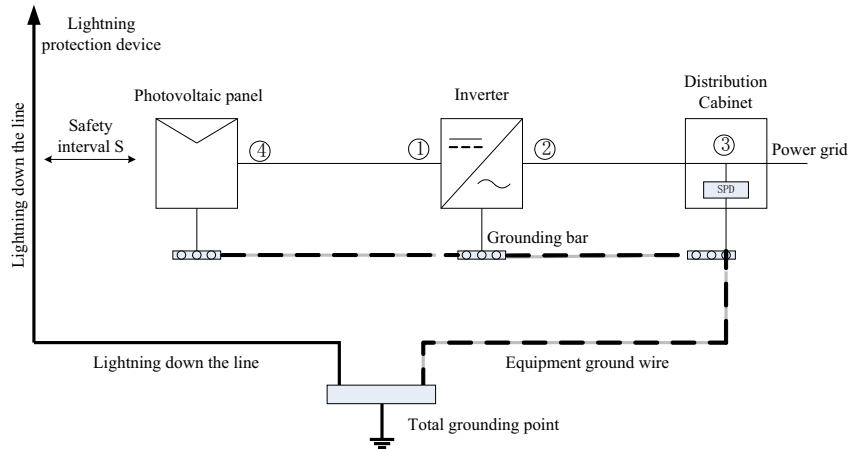 Lightning
protection device
Distribution
Cabinet
Photovoltaic panel
Inverter
Safety
interval S
④
①
②
③
Power grid
SPD
Lightning down the line
Grounding bar
Lightning down the line
Equipment ground wire
Total grounding point